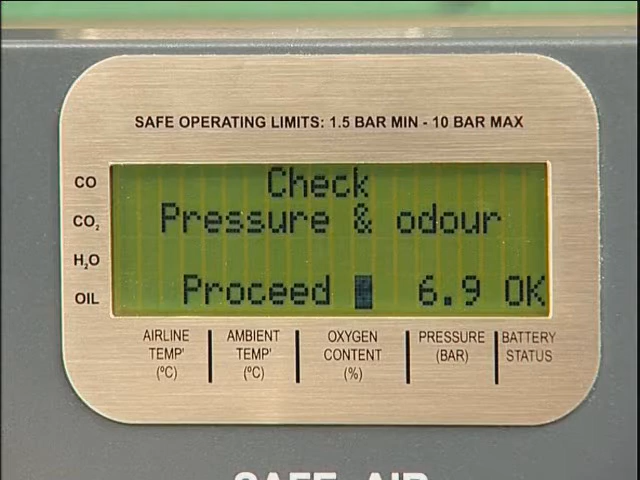 SAFE OPERATING LIMITS: 1.5 BAR MIN - 10 BAR MAX
CO
Check
CO₂
Pressure & odour
H₂O
OIL
Proceed 6.9 OK
AIRLINE TEMP' (ºC)
AMBIENT TEMP' (ºC)
OXYGEN CONTENT (%)
PRESSURE (BAR)
BATTERY STATUS
SAFE-AIR